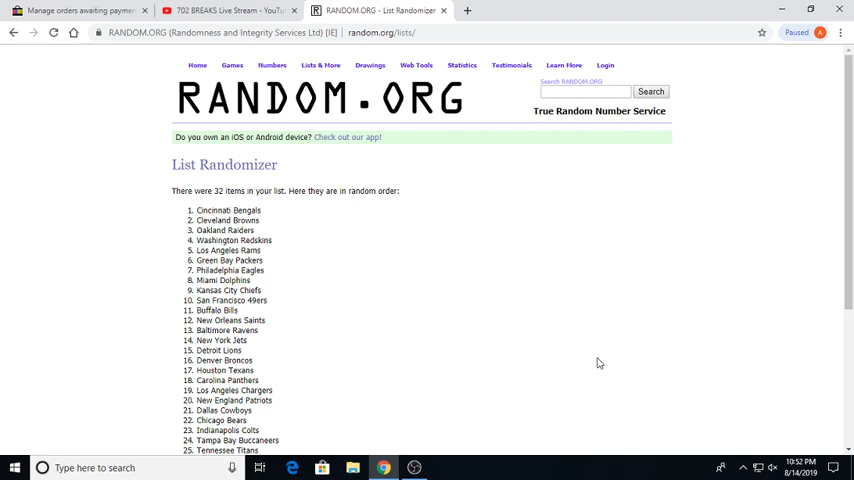 Manage orders awaiting paymen
702 BREAKS Live Stream - YouTu
RANDOM.ORG - List Randomizer
RANDOM.ORG (Randomness and Integrity Services Ltd) [IE] | random.org/lists/
Paused A
Home Games Numbers Lists & More Drawings Web Tools Statistics Testimonials Learn More Login
RANDOM.ORG
Search RANDOM.ORG
Search
True Random Number Service
Do you own an iOS or Android device? Check out our app!
List Randomizer
There were 32 items in your list. Here they are in random order:
1. Cincinnati Bengals
2. Cleveland Browns
3. Oakland Raiders
4. Washington Redskins
5. Los Angeles Rams
6. Green Bay Packers
7. Philadelphia Eagles
8. Miami Dolphins
9. Kansas City Chiefs
10. San Francisco 49ers
11. Buffalo Bills
12. New Orleans Saints
13. Baltimore Ravens
14. New York Jets
15. Detroit Lions
16. Denver Broncos
17. Houston Texans
18. Carolina Panthers
19. Los Angeles Chargers
20. New England Patriots
21. Dallas Cowboys
22. Chicago Bears
23. Indianapolis Colts
24. Tampa Bay Buccaneers
25. Tennessee Titans
Type here to search
10:52 PM
8/14/2019